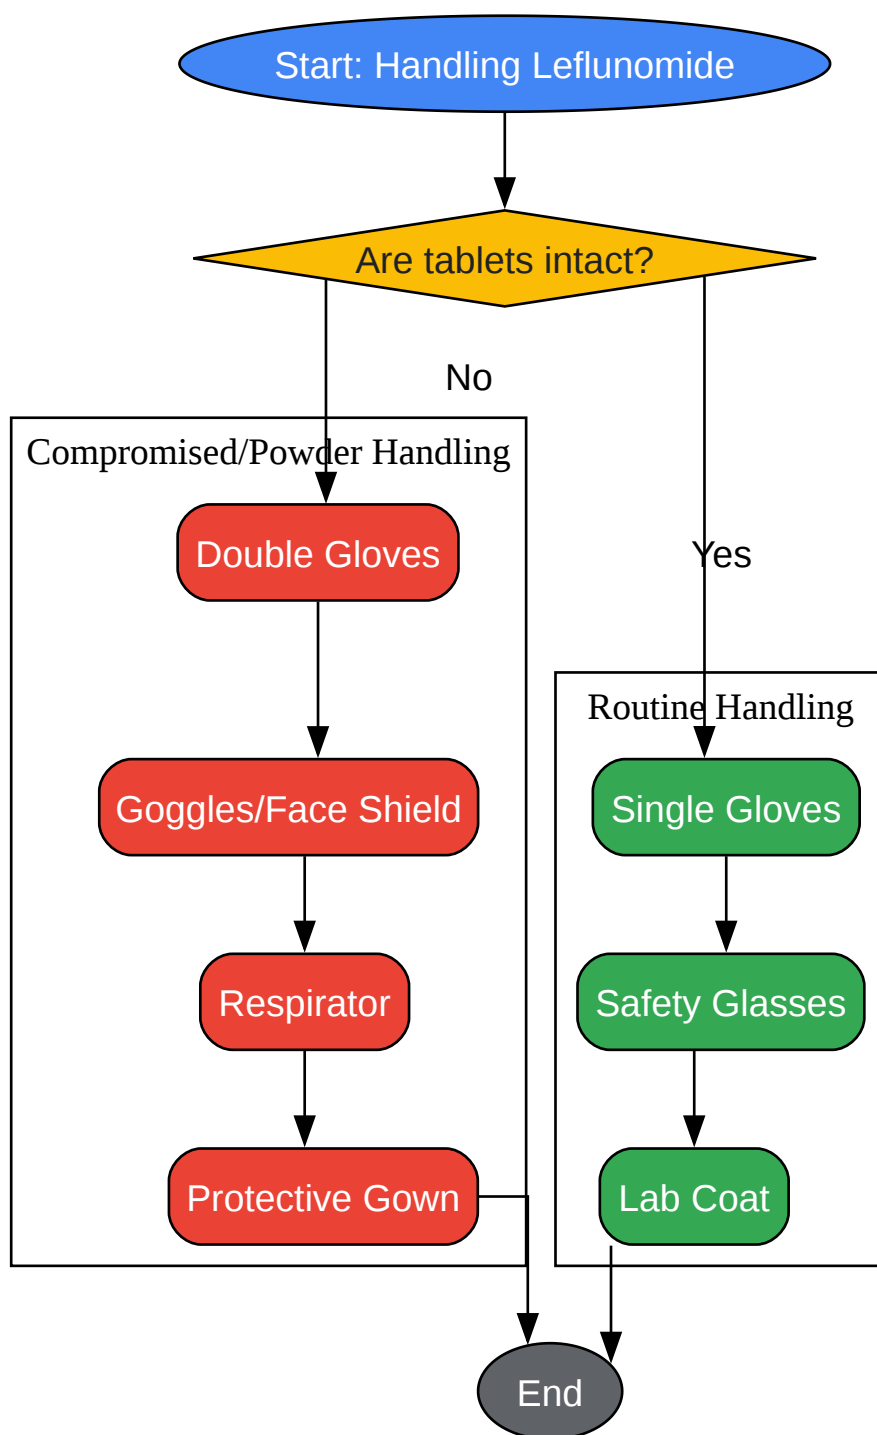 Start: Handling Leflunomide
Are tablets intact?
No
Compromised/Powder Handling
Double Gloves
Yes
Routine Handling
Goggles/Face Shield
Single Gloves
Respirator
Safety Glasses
Protective Gown
Lab Coat
End